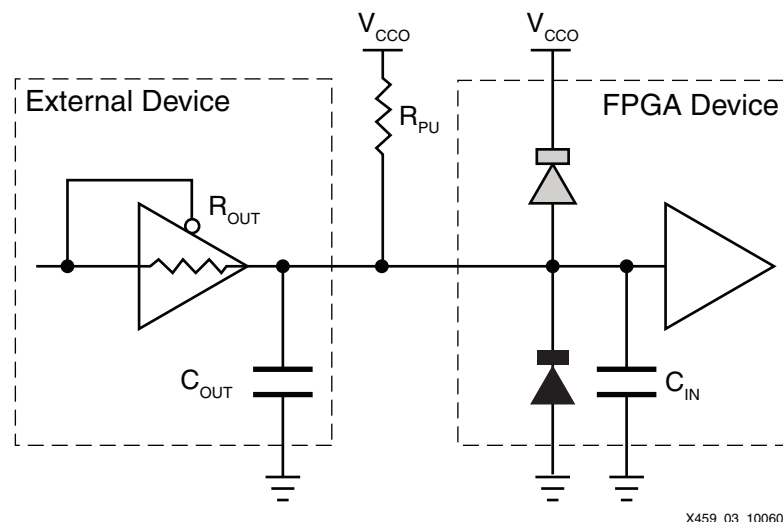 V_CCO
V_CCO
External Device
R_PU
FPGA Device
R_OUT
C_OUT
C_IN
X459_03_10060